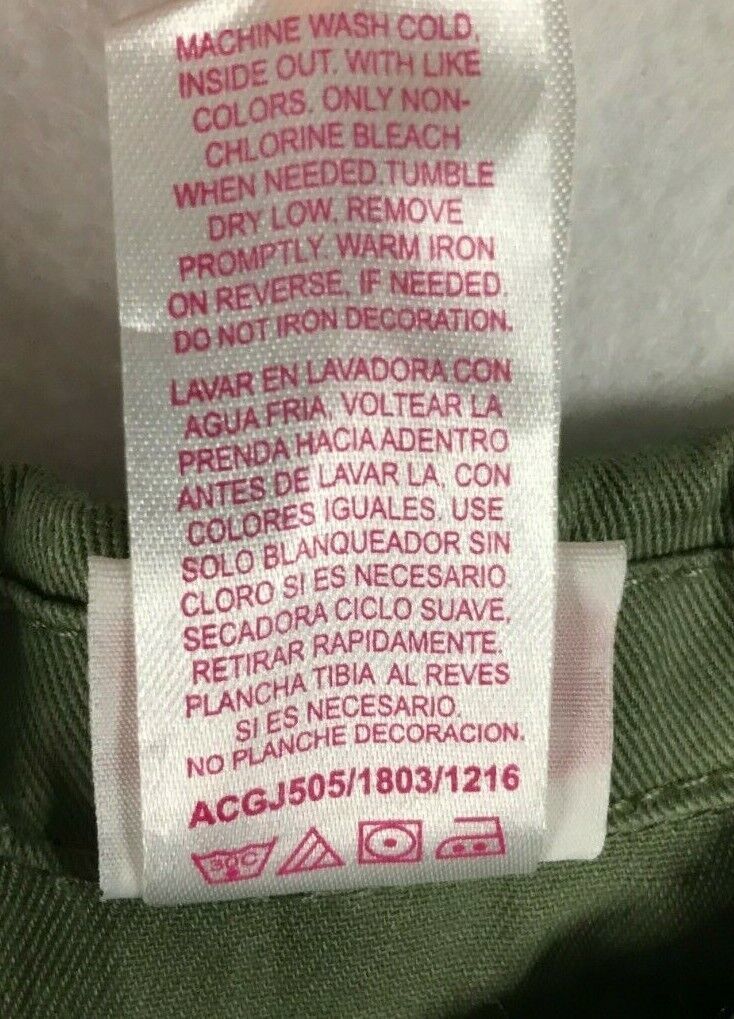 MACHINE WASH COLD,
INSIDE OUT, WITH LIKE
COLORS. ONLY NON-
CHLORINE BLEACH
WHEN NEEDED.TUMBLE
DRY LOW. REMOVE
PROMPTLY. WARM IRON
ON REVERSE, IF NEEDED.
DO NOT IRON DECORATION.
LAVAR EN LAVADORA CON
AGUA FRIA, VOLTEAR LA
PRENDA HACIA ADENTRO
ANTES DE LAVAR LA, CON
COLORES IGUALES. USE
SOLO BLANQUEADOR SIN
CLORO SI ES NECESARIO.
SECADORA CICLO SUAVE,
RETIRAR RAPIDAMENTE.
PLANCHA TIBIA AL REVES
SI ES NECESARIO.
NO PLANCHE DECORACION.
ACGJ505/1803/1216
30C